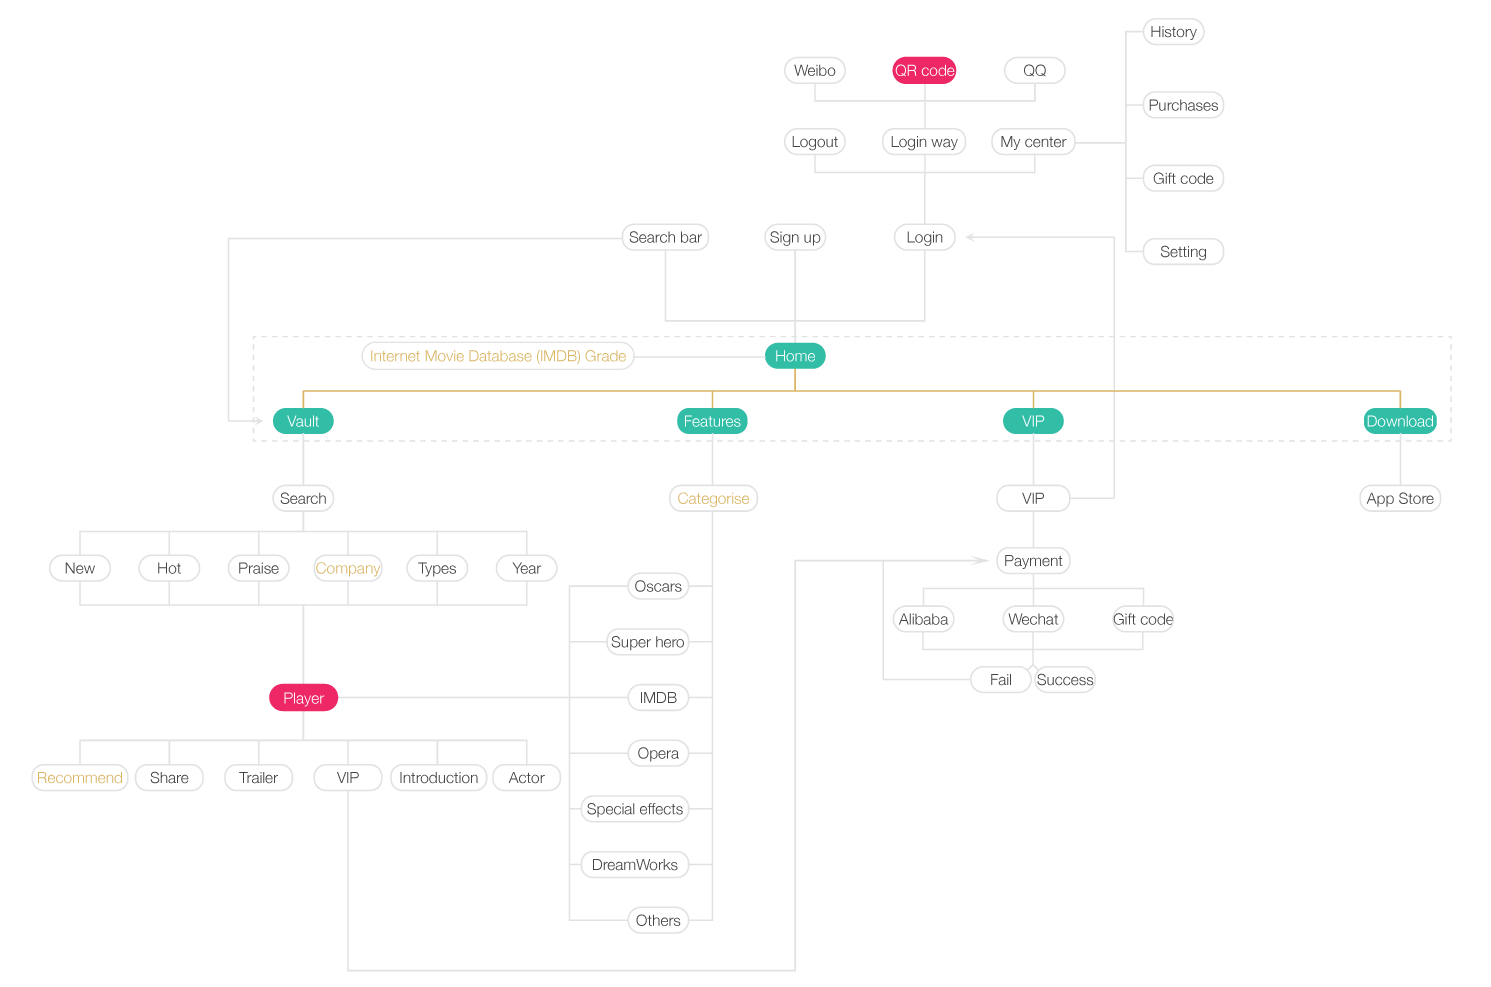 History
Weibo
QR code
QQ
Purchases
Logout
Login way
My center
Gift code
Search bar
Sign up
Login
Setting
Internet Movie Database (IMDB) Grade
Home
Vault
Features
VIP
Download
Search
Categorise
VIP
App Store
New
Hot
Praise
Company
Types
Year
Payment
Oscars
Alibaba
Wechat
Gift code
Super hero
Fail
Success
Player
IMDB
Opera
Recommend
Share
Trailer
VIP
Introduction
Actor
Special effects
DreamWorks
Others